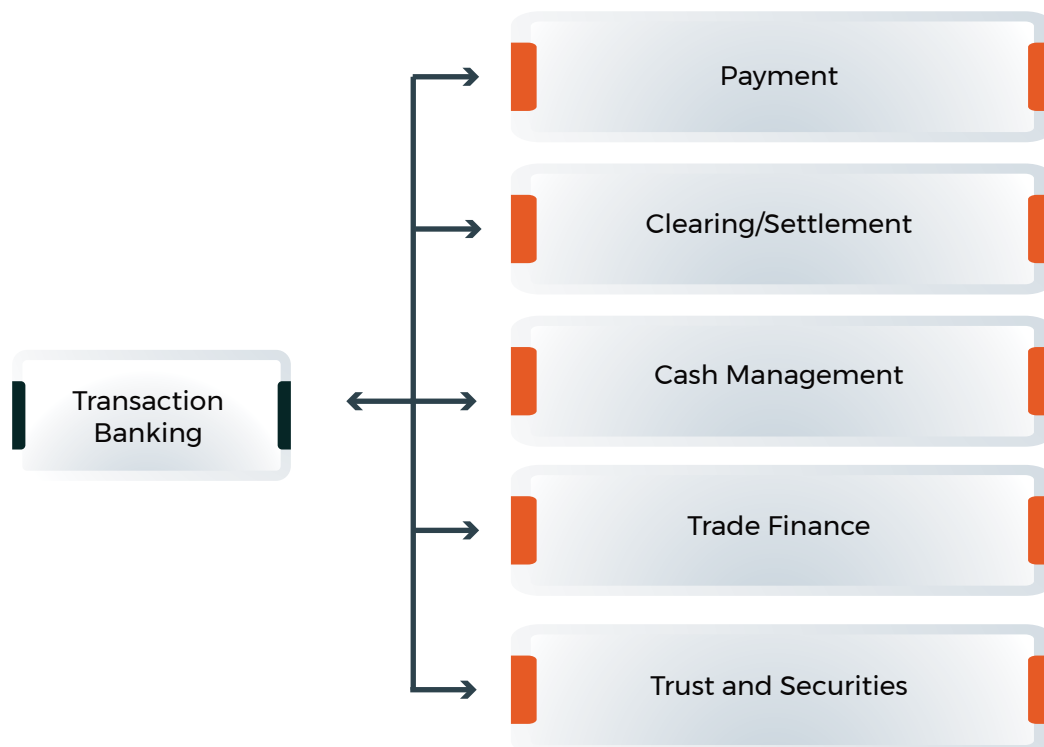 Payment
Clearing/Settlement
Cash Management
Transaction
Banking
Trade Finance
Trust and Securities